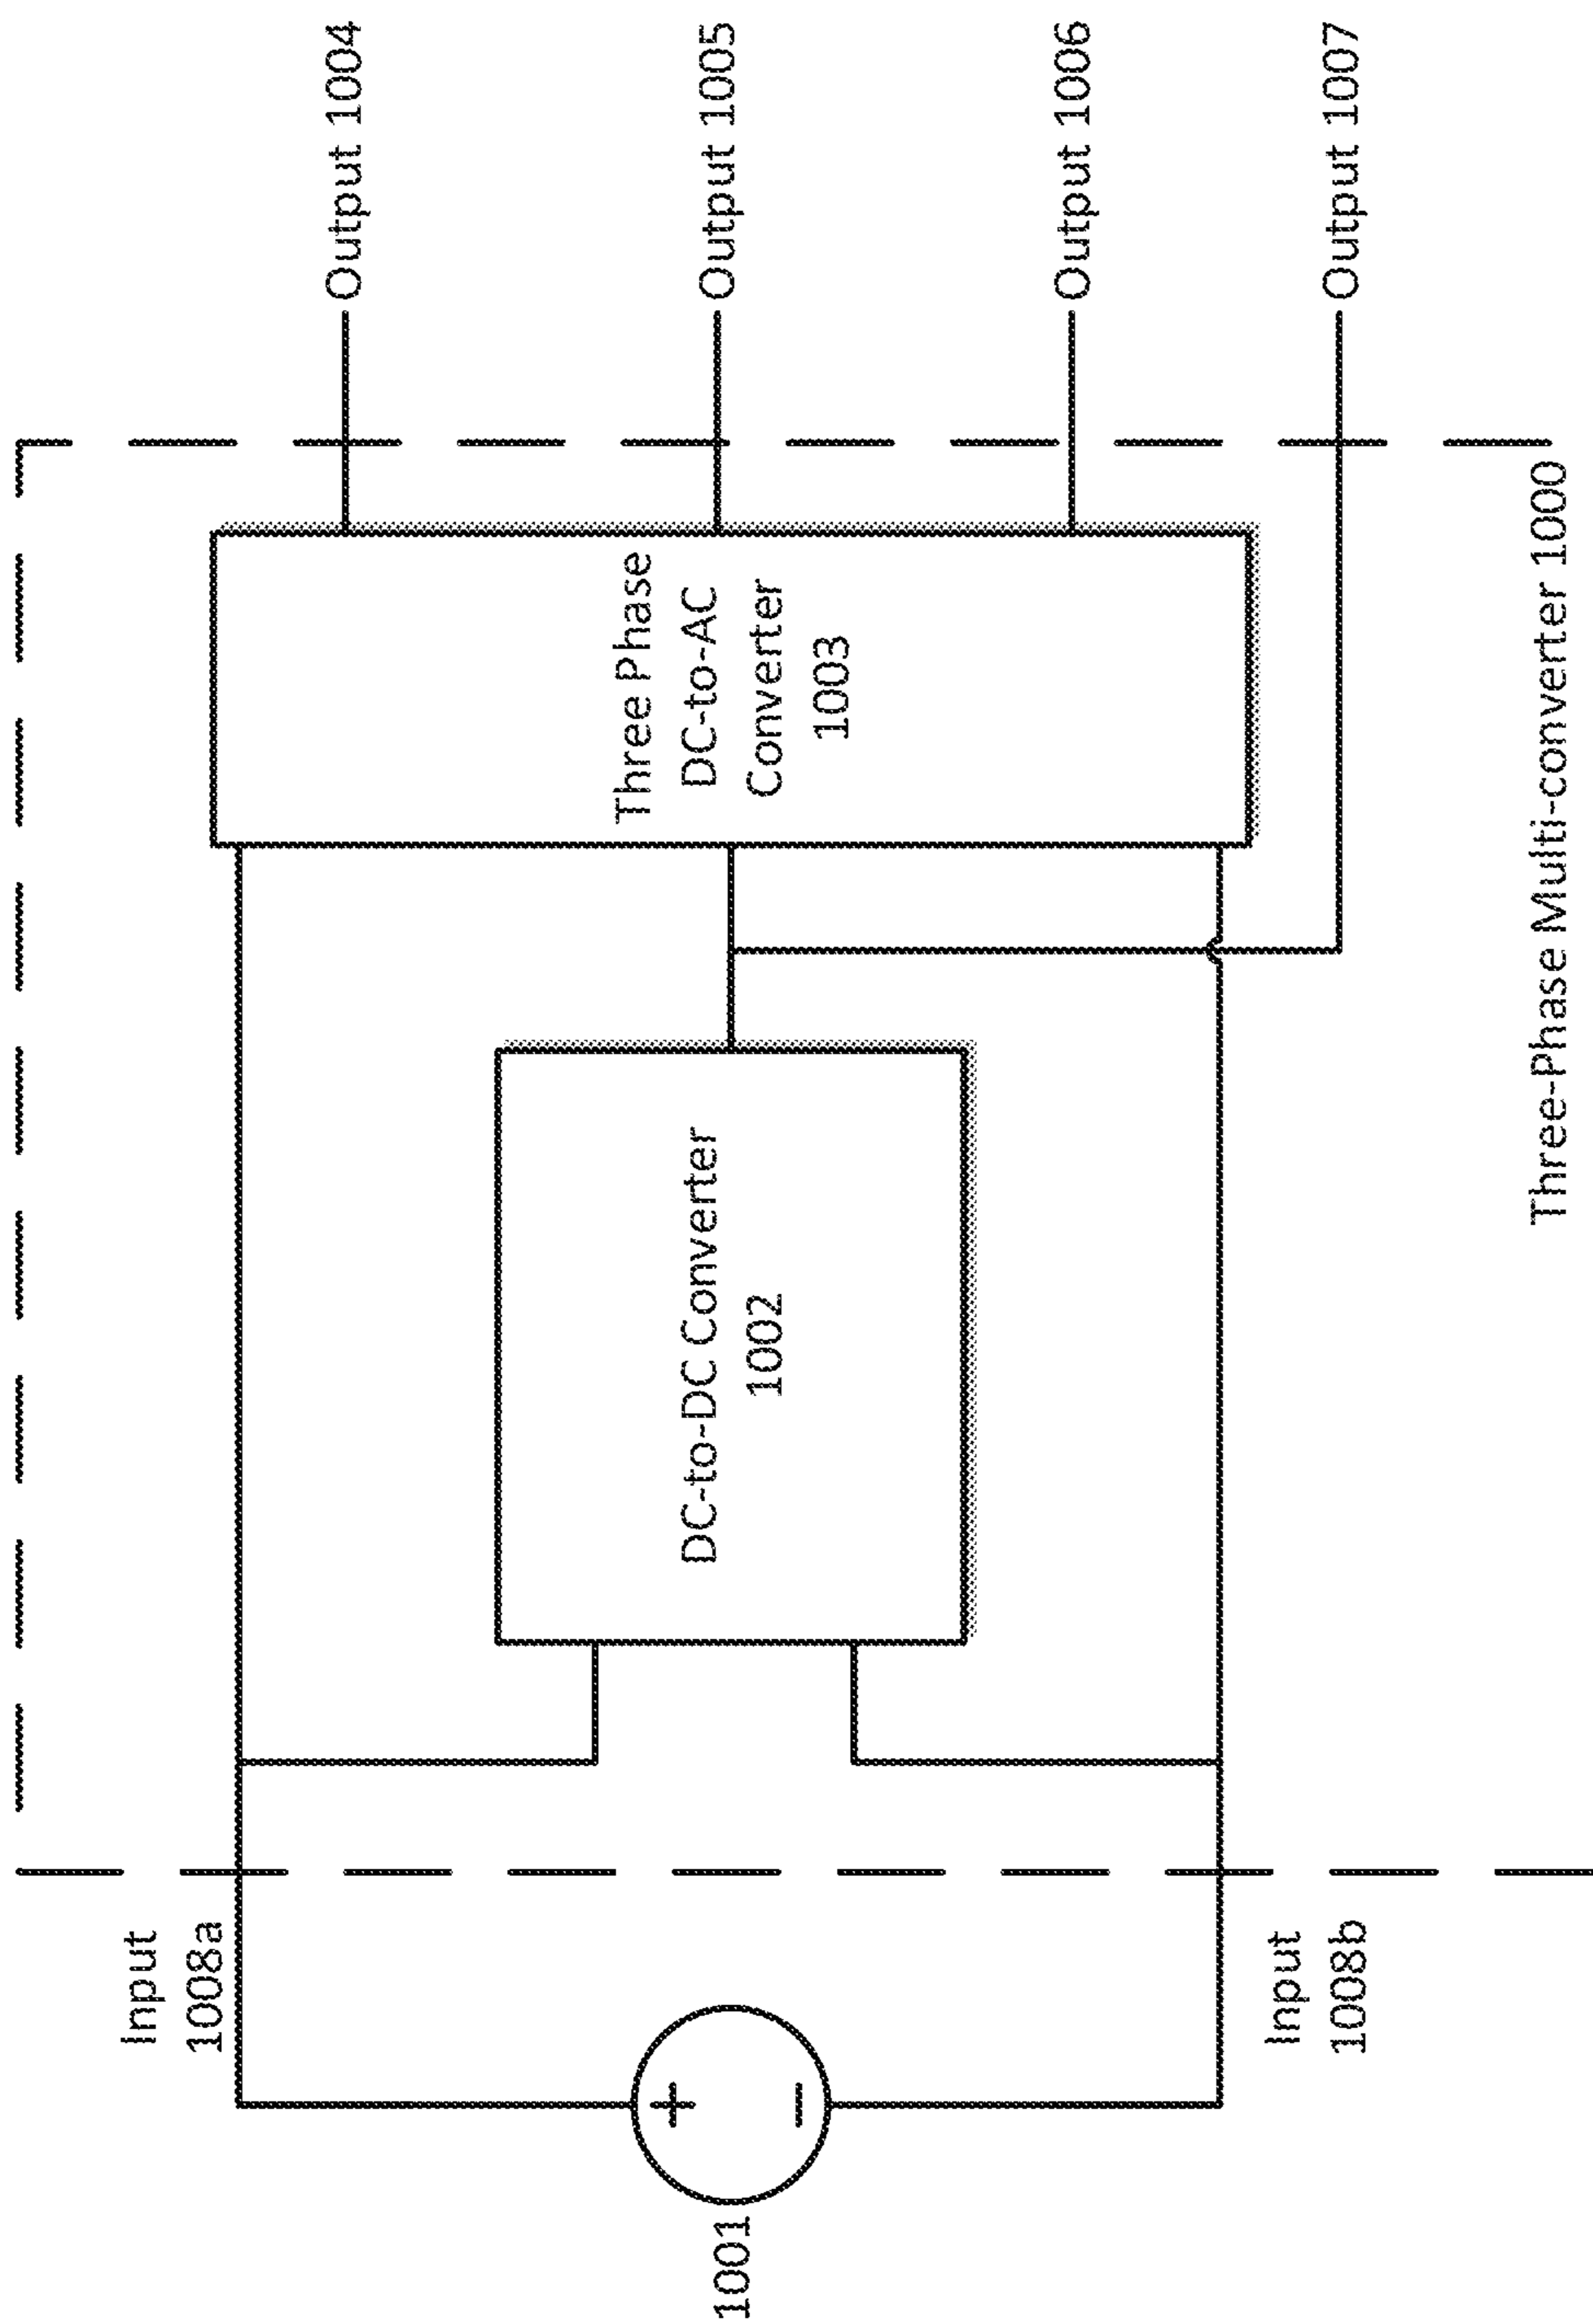 Input
1008a
1001
Input
1008b
DC-to-DC Converter
1002
Three Phase
DC-to-AC
Converter
1003
Output 1004
Output 1005
Output 1006
Output 1007
Three-Phase Multi-converter 1000